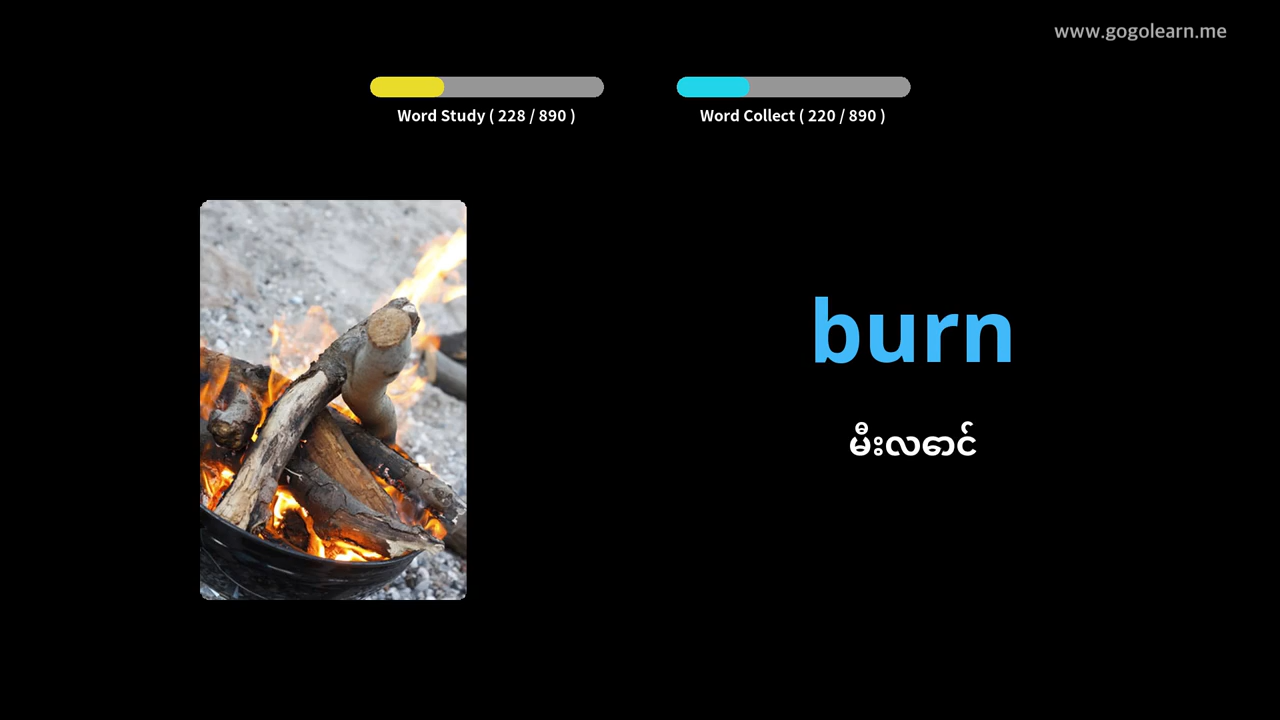 www.gogolearn.me
Word Study ( 228 / 890 )
Word Collect ( 220 / 890 )
burn
မီးလောင်